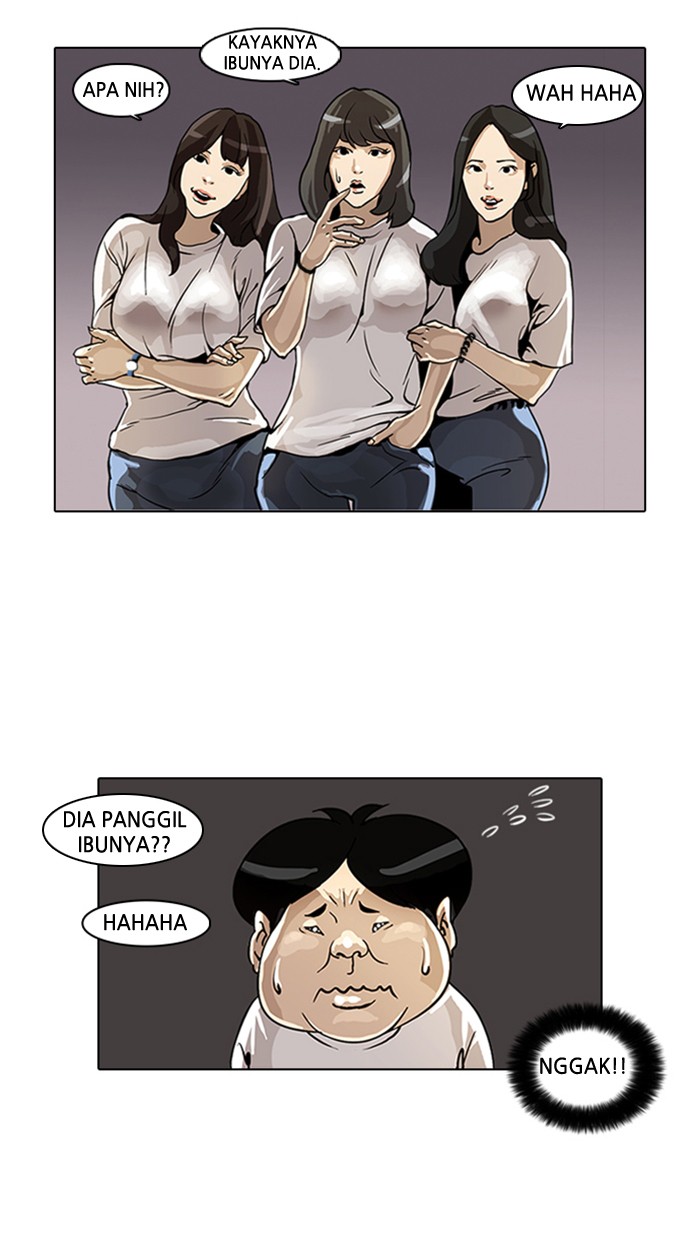 KAYAKNYA
IBUNYA DIA.
APA NIH?
WAH HAHA
DIA PANGGIL
IBUNYA??
HAHAHA
NGGAK!!